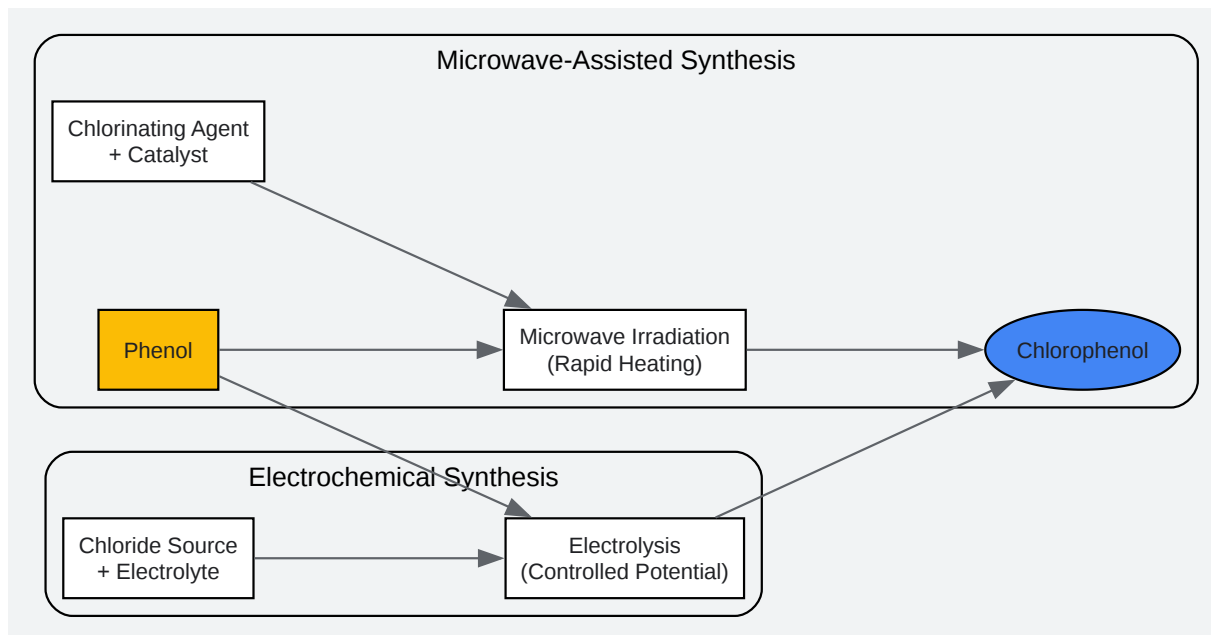 Microwave-Assisted Synthesis
Chlorinating Agent
+ Catalyst
Phenol
Microwave Irradiation
(Rapid Heating)
Chlorophenol
Electrochemical Synthesis
Chloride Source
+ Electrolyte
Electrolysis
(Controlled Potential)